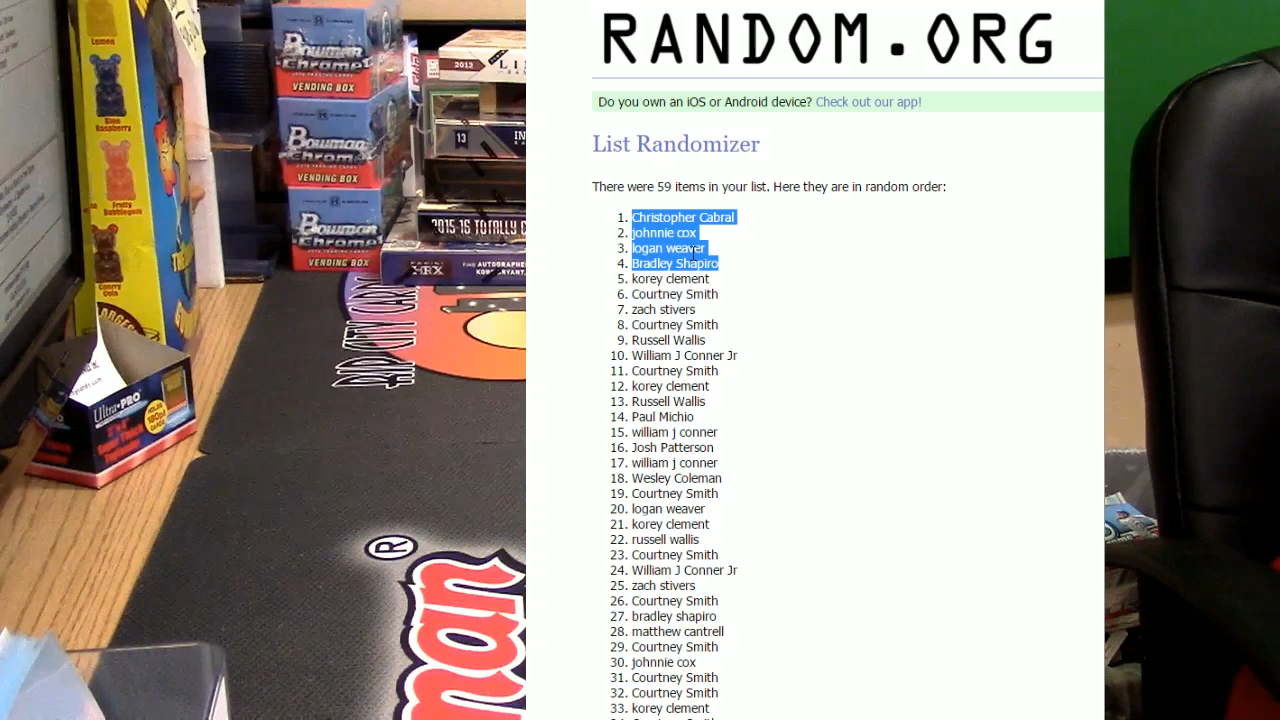 RANDOM.ORG
Do you own an iOS or Android device? Check out our app!
List Randomizer
There were 59 items in your list. Here they are in random order:
1. Christopher Cabral
2. johnnie cox
3. logan weaver
4. Bradley Shapiro
5. korey clement
6. Courtney Smith
7. zach stivers
8. Courtney Smith
9. Russell Wallis
10. William J Conner Jr
11. Courtney Smith
12. korey clement
13. Russell Wallis
14. Paul Michio
15. william j conner
16. Josh Patterson
17. william j conner
18. Wesley Coleman
19. Courtney Smith
20. logan weaver
21. korey clement
22. russell wallis
23. Courtney Smith
24. William J Conner Jr
25. zach stivers
26. Courtney Smith
27. bradley shapiro
28. matthew cantrell
29. Courtney Smith
30. johnnie cox
31. Courtney Smith
32. Courtney Smith
33. korey clement
Bowman
Chrome
VENDING BOX
Bowman
Chrome
VENDING BOX
Bowman
Chrome
VENDING BOX
2012
13
2015-16 TOTALLY
HRX
RIP CITY CARD
Lemon
Blue
Raspberry
Ultra-PRO
®